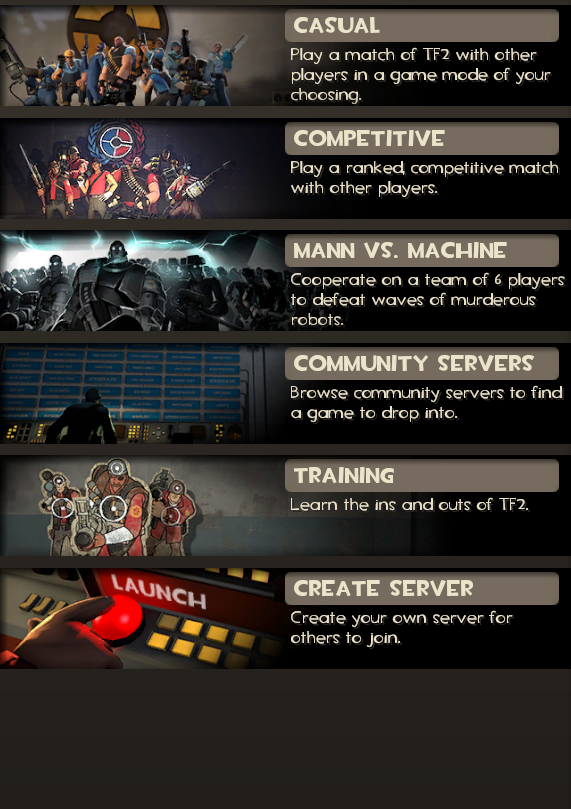 CASUAL
Play a match of TF2 with other
players in a game mode of your
choosing.
COMPETITIVE
Play a ranked, competitive match
with other players.
MANN VS. MACHINE
Cooperate on a team of 6 players
to defeat waves of murderous
robots.
COMMUNITY SERVERS
Browse community servers to find
a game to drop into.
TRAINING
Learn the ins and outs of TF2.
LAUNCH
CREATE SERVER
Create your own server for
others to join.